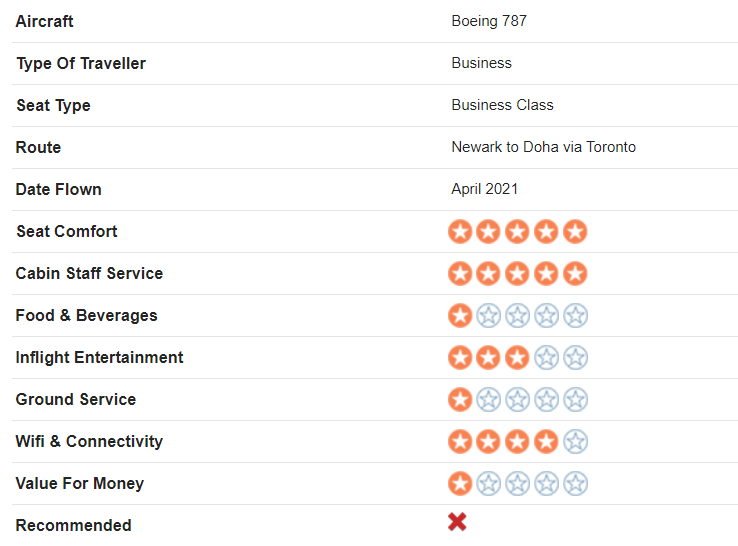 Aircraft Boeing 787
Type Of Traveller Business
Seat Type Business Class
Route Newark to Doha via Toronto
Date Flown April 2021
Seat Comfort
Cabin Staff Service
Food & Beverages
Inflight Entertainment
Ground Service
Wifi & Connectivity
Value For Money
Recommended